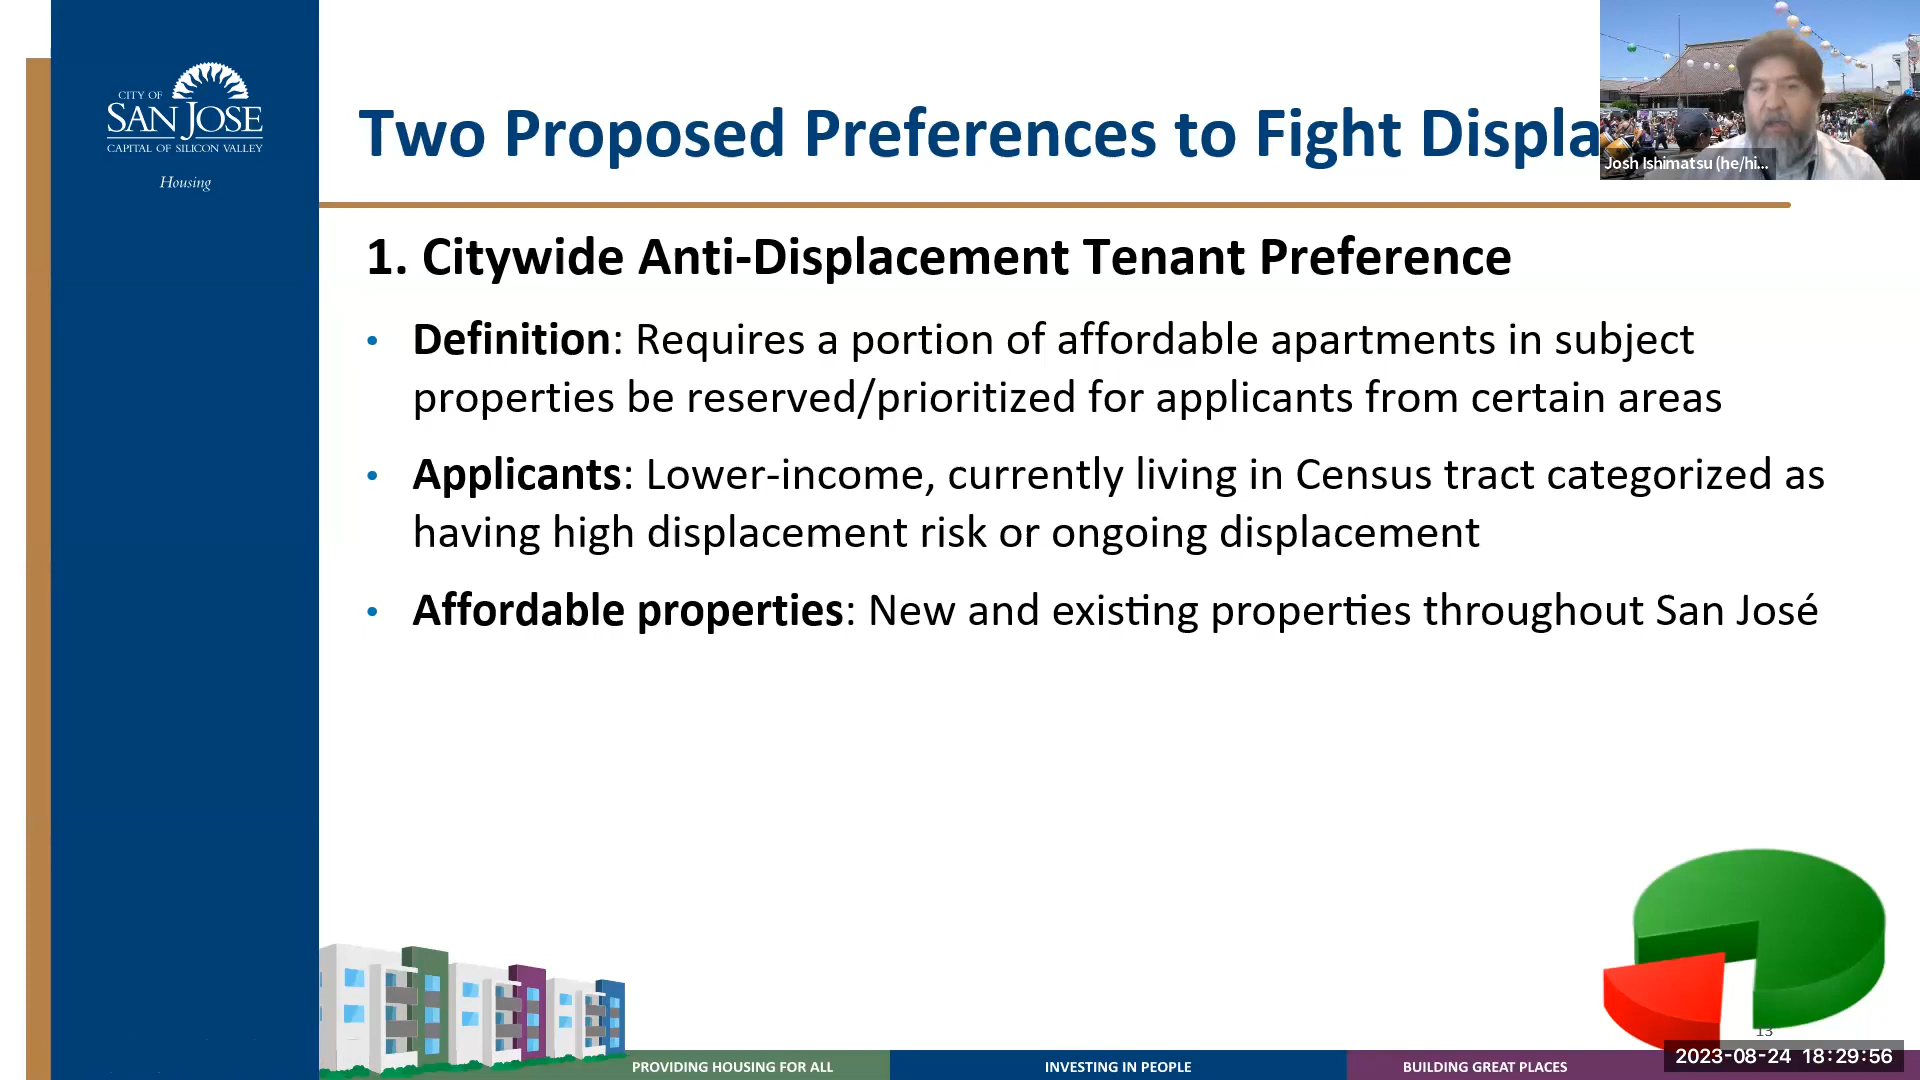 CITY OF
SAN JOSE
CAPITAL OF SILICON VALLEY
Housing
Two Proposed Preferences to Fight Displa
Josh Ishimatsu (he/hi...
1. Citywide Anti-Displacement Tenant Preference
• Definition: Requires a portion of affordable apartments in subject
properties be reserved/prioritized for applicants from certain areas
• Applicants: Lower-income, currently living in Census tract categorized as
having high displacement risk or ongoing displacement
• Affordable properties: New and existing properties throughout San José
13
PROVIDING HOUSING FOR ALL
INVESTING IN PEOPLE
BUILDING GREAT PLACES
2023-08-24 18:29:56